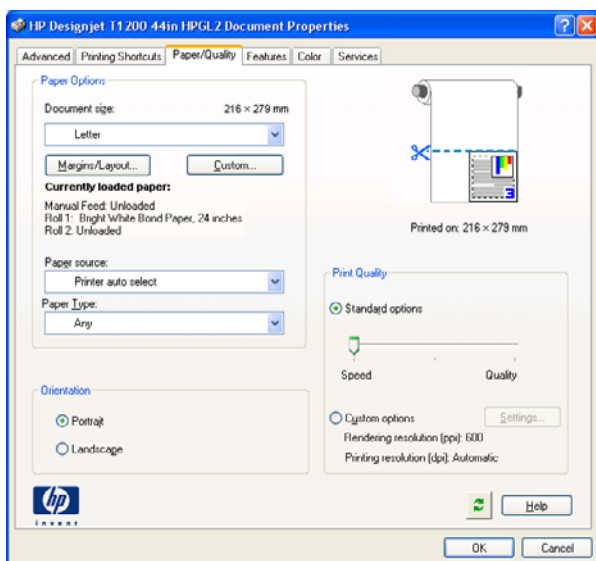 HP Designjet T1200 44in HPGL2 Document Properties
Advanced Printing Shortcuts Paper/Quality Features Color Services
Paper Options
Document size: 216 × 279 mm
Letter
Margins/Layout... Custom...
Currently loaded paper:
Manual Feed: Unloaded
Roll 1: Bright White Bond Paper, 24 inches
Roll 2: Unloaded
Paper source:
Printer auto select
Paper Type:
Any
Orientation
Portrait
Landscape
3
Printed on: 216 × 279 mm
Print Quality
Standard options
Speed Quality
Custom options Settings...
Rendering resolution (ppi): 600
Printing resolution (dpi): Automatic
hp
invent
Help
OK Cancel